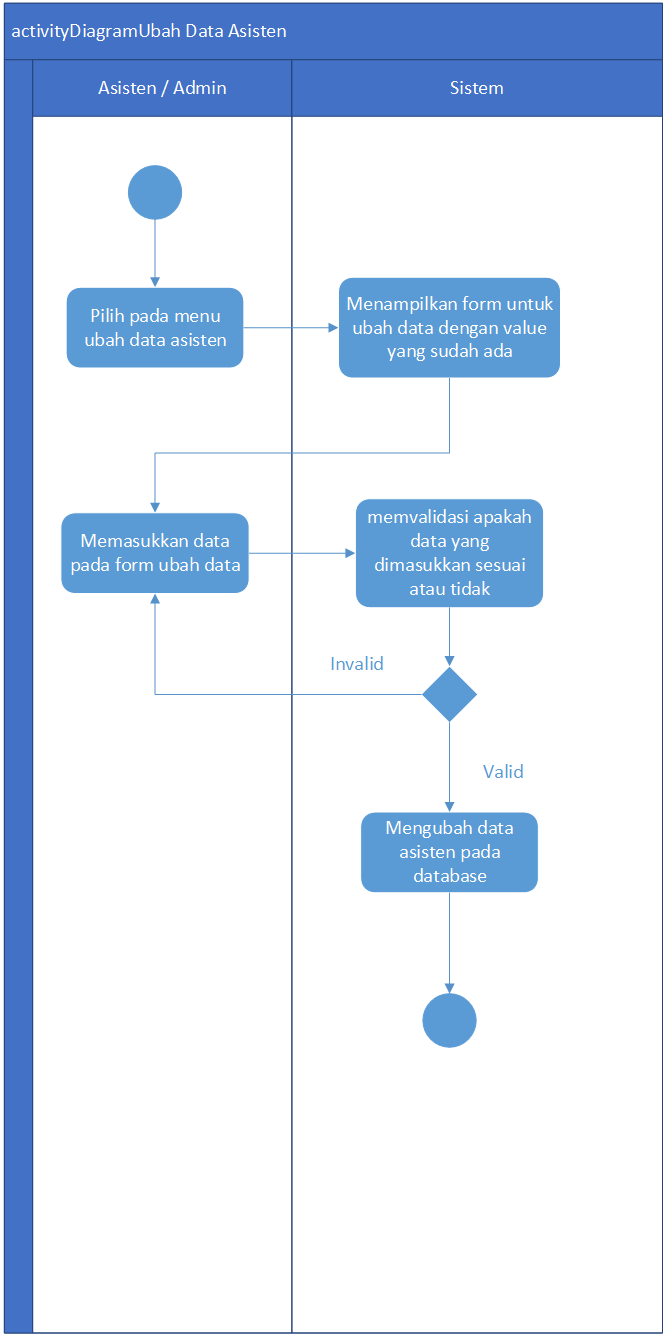 activityDiagramUbah Data Asisten
Asisten / Admin
Sistem
Pilih pada menu
ubah data asisten
Menampilkan form untuk
ubah data dengan value
yang sudah ada
Memasukkan data
pada form ubah data
memvalidasi apakah
data yang
dimasukkan sesuai
atau tidak
Invalid
Valid
Mengubah data
asisten pada
database